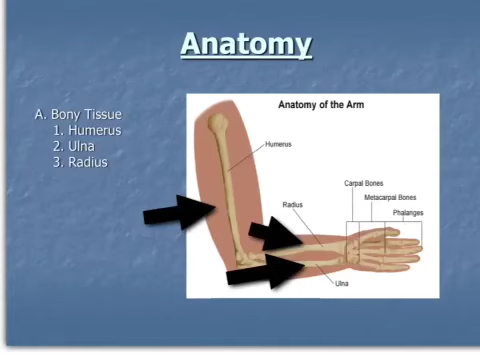 Anatomy
A. Bony Tissue
1. Humerus
2. Ulna
3. Radius
Anatomy of the Arm
Humerus
Carpal Bones
Metacarpal Bones
Radius
Phalanges
Ulna